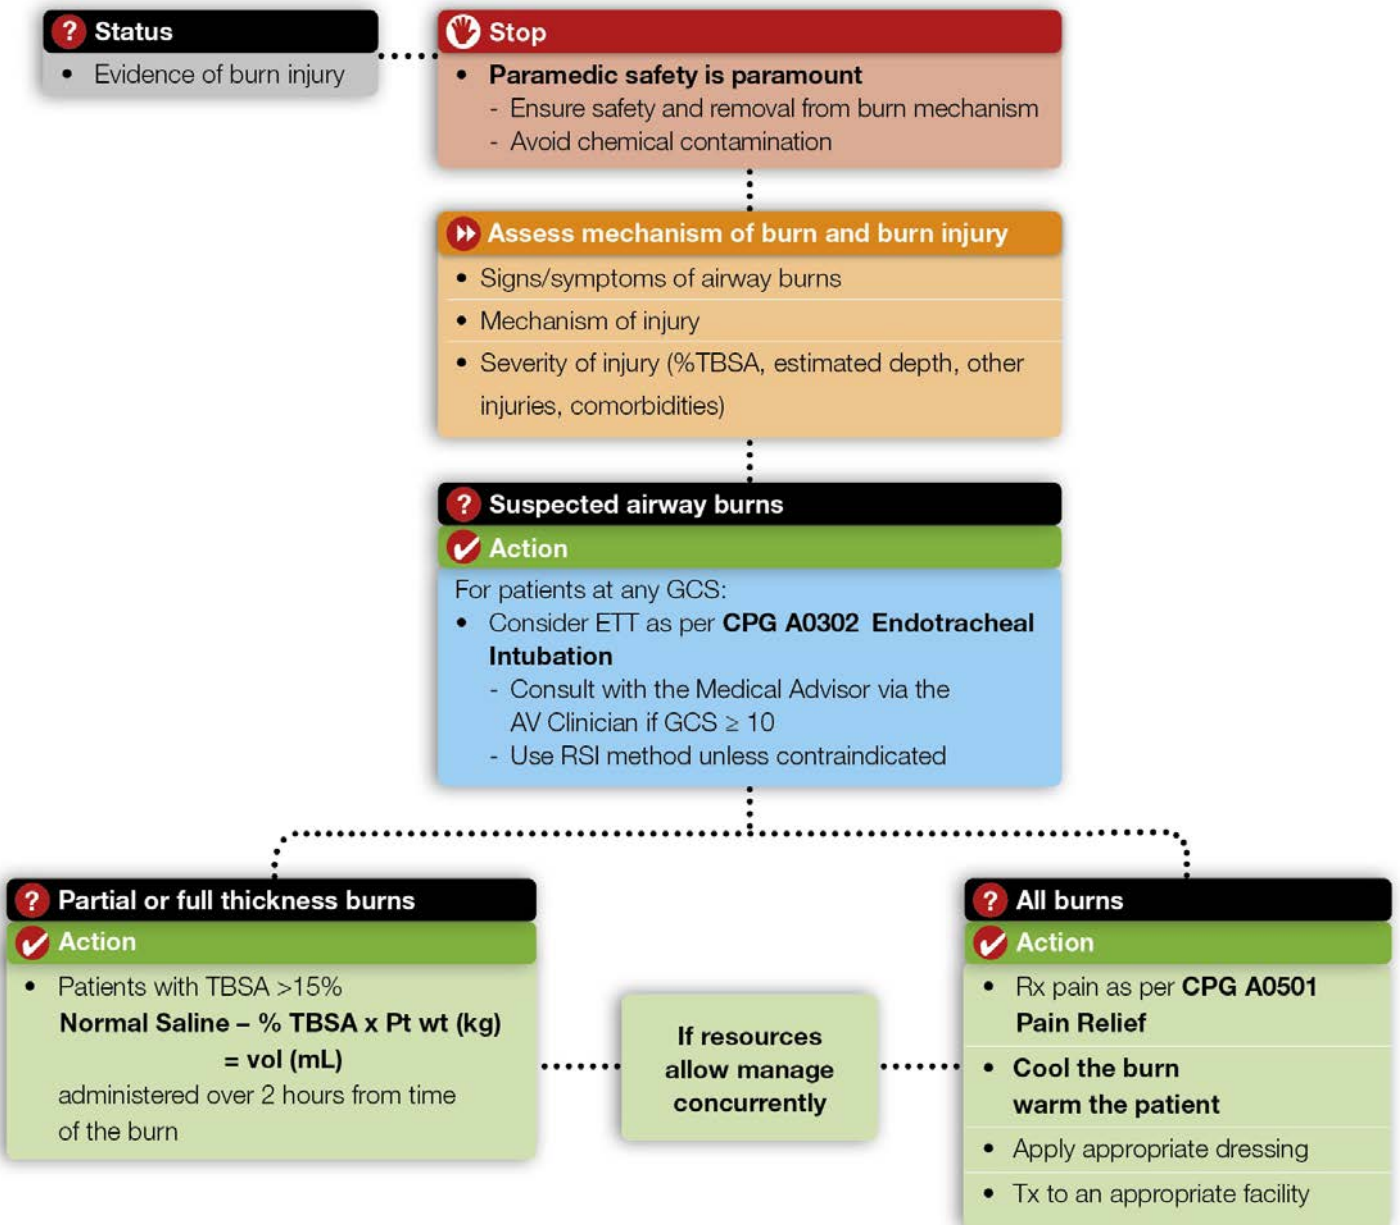 Status
• Evidence of burn injury
Stop
• Paramedic safety is paramount
- Ensure safety and removal from burn mechanism
- Avoid chemical contamination
Assess mechanism of burn and burn injury
• Signs/symptoms of airway burns
• Mechanism of injury
• Severity of injury (%TBSA, estimated depth, other
injuries, comorbidities)
Suspected airway burns
Action
For patients at any GCS:
• Consider ETT as per CPG A0302 Endotracheal
Intubation
- Consult with the Medical Advisor via the
AV Clinician if GCS ≥ 10
- Use RSI method unless contraindicated
Partial or full thickness burns
Action
• Patients with TBSA >15%
Normal Saline – % TBSA x Pt wt (kg)
= vol (mL)
administered over 2 hours from time
of the burn
If resources
allow manage
concurrently
All burns
Action
• Rx pain as per CPG A0501
Pain Relief
• Cool the burn
warm the patient
• Apply appropriate dressing
• Tx to an appropriate facility